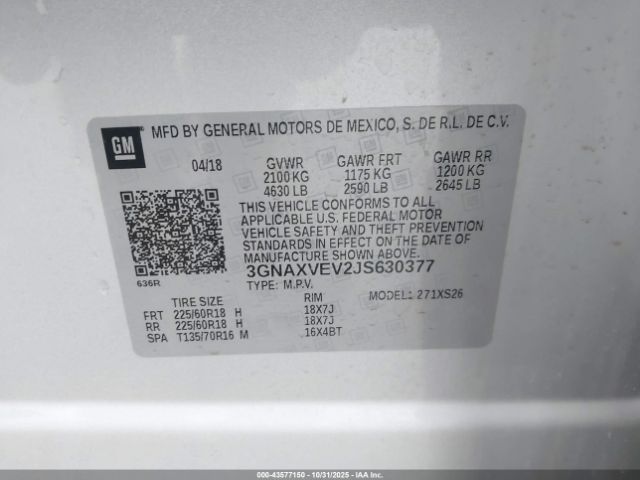 GM
MFD BY GENERAL MOTORS DE MEXICO, S. DE R.L. DE C.V.
04/18 GVWR GAWR FRT GAWR RR
2100 KG 1175 KG 1200 KG
4630 LB 2590 LB 2645 LB
THIS VEHICLE CONFORMS TO ALL
APPLICABLE U.S. FEDERAL MOTOR
VEHICLE SAFETY AND THEFT PREVENTION
STANDARDS IN EFFECT ON THE DATE OF
MANUFACTURE SHOWN ABOVE.
3GNAXVEV2JS630377
636R TYPE: M.P.V. MODEL: 271XS26
TIRE SIZE RIM
FRT 225/60R18 H 18X7J
RR 225/60R18 H 18X7J
SPA T135/70R16 M 16X4BT
000-43577150 - 10/31/2025 - COPYRIGHT IAA, LLC